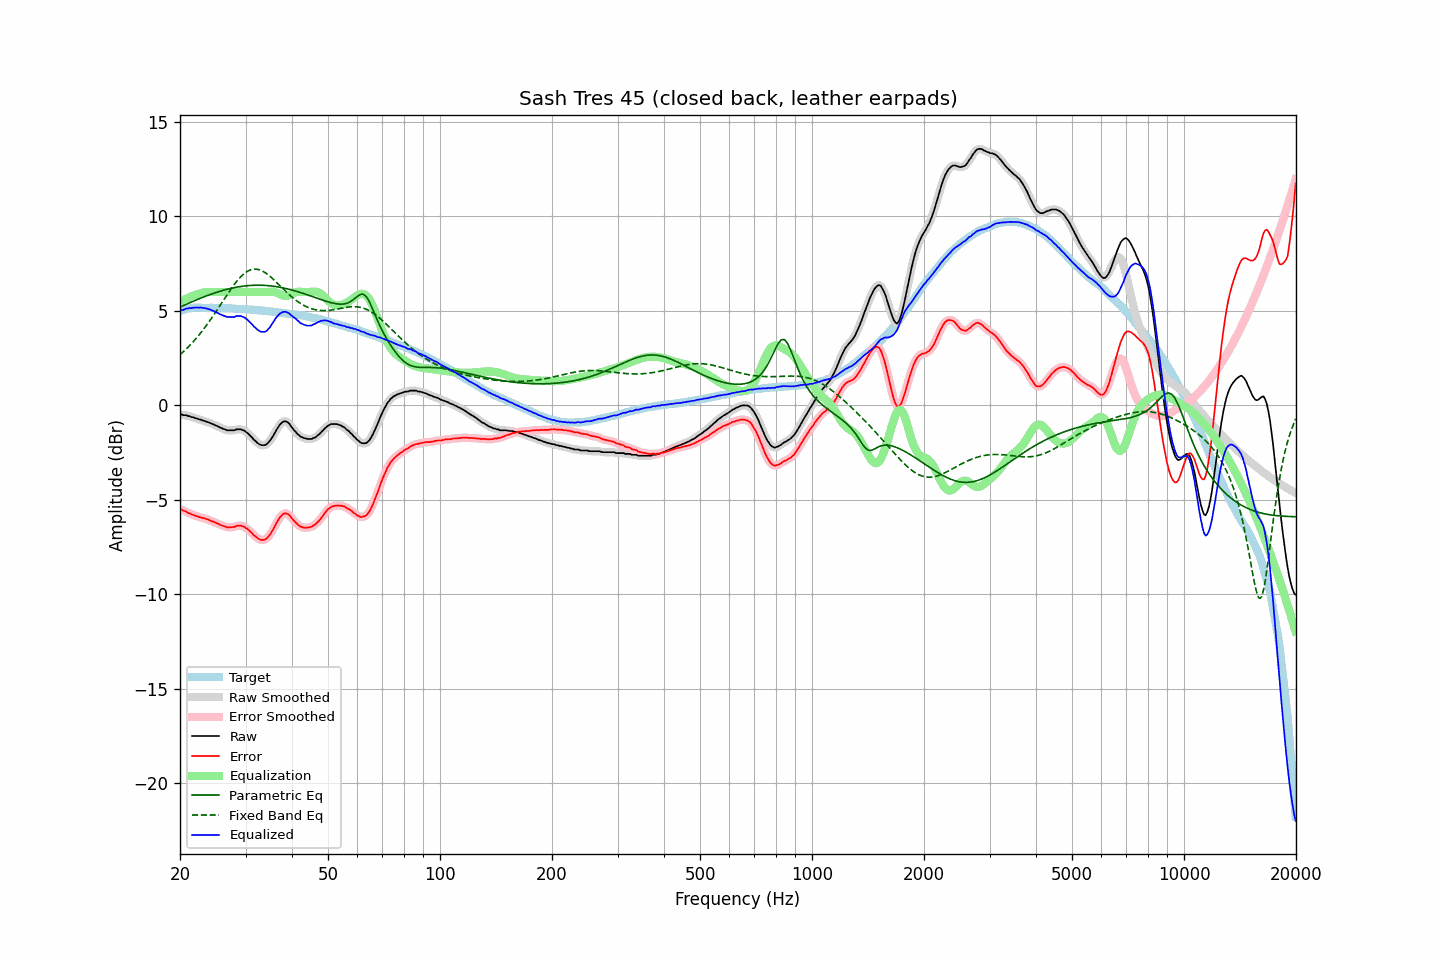 Sash Tres 45 (closed back, leather earpads)
15
10
5
0
−5
−10
−15
−20
Amplitude (dBr)
Target
Raw Smoothed
Error Smoothed
Raw
Error
Equalization
Parametric Eq
Fixed Band Eq
Equalized
20
50
100
200
500
1000
2000
5000
10000
20000
Frequency (Hz)